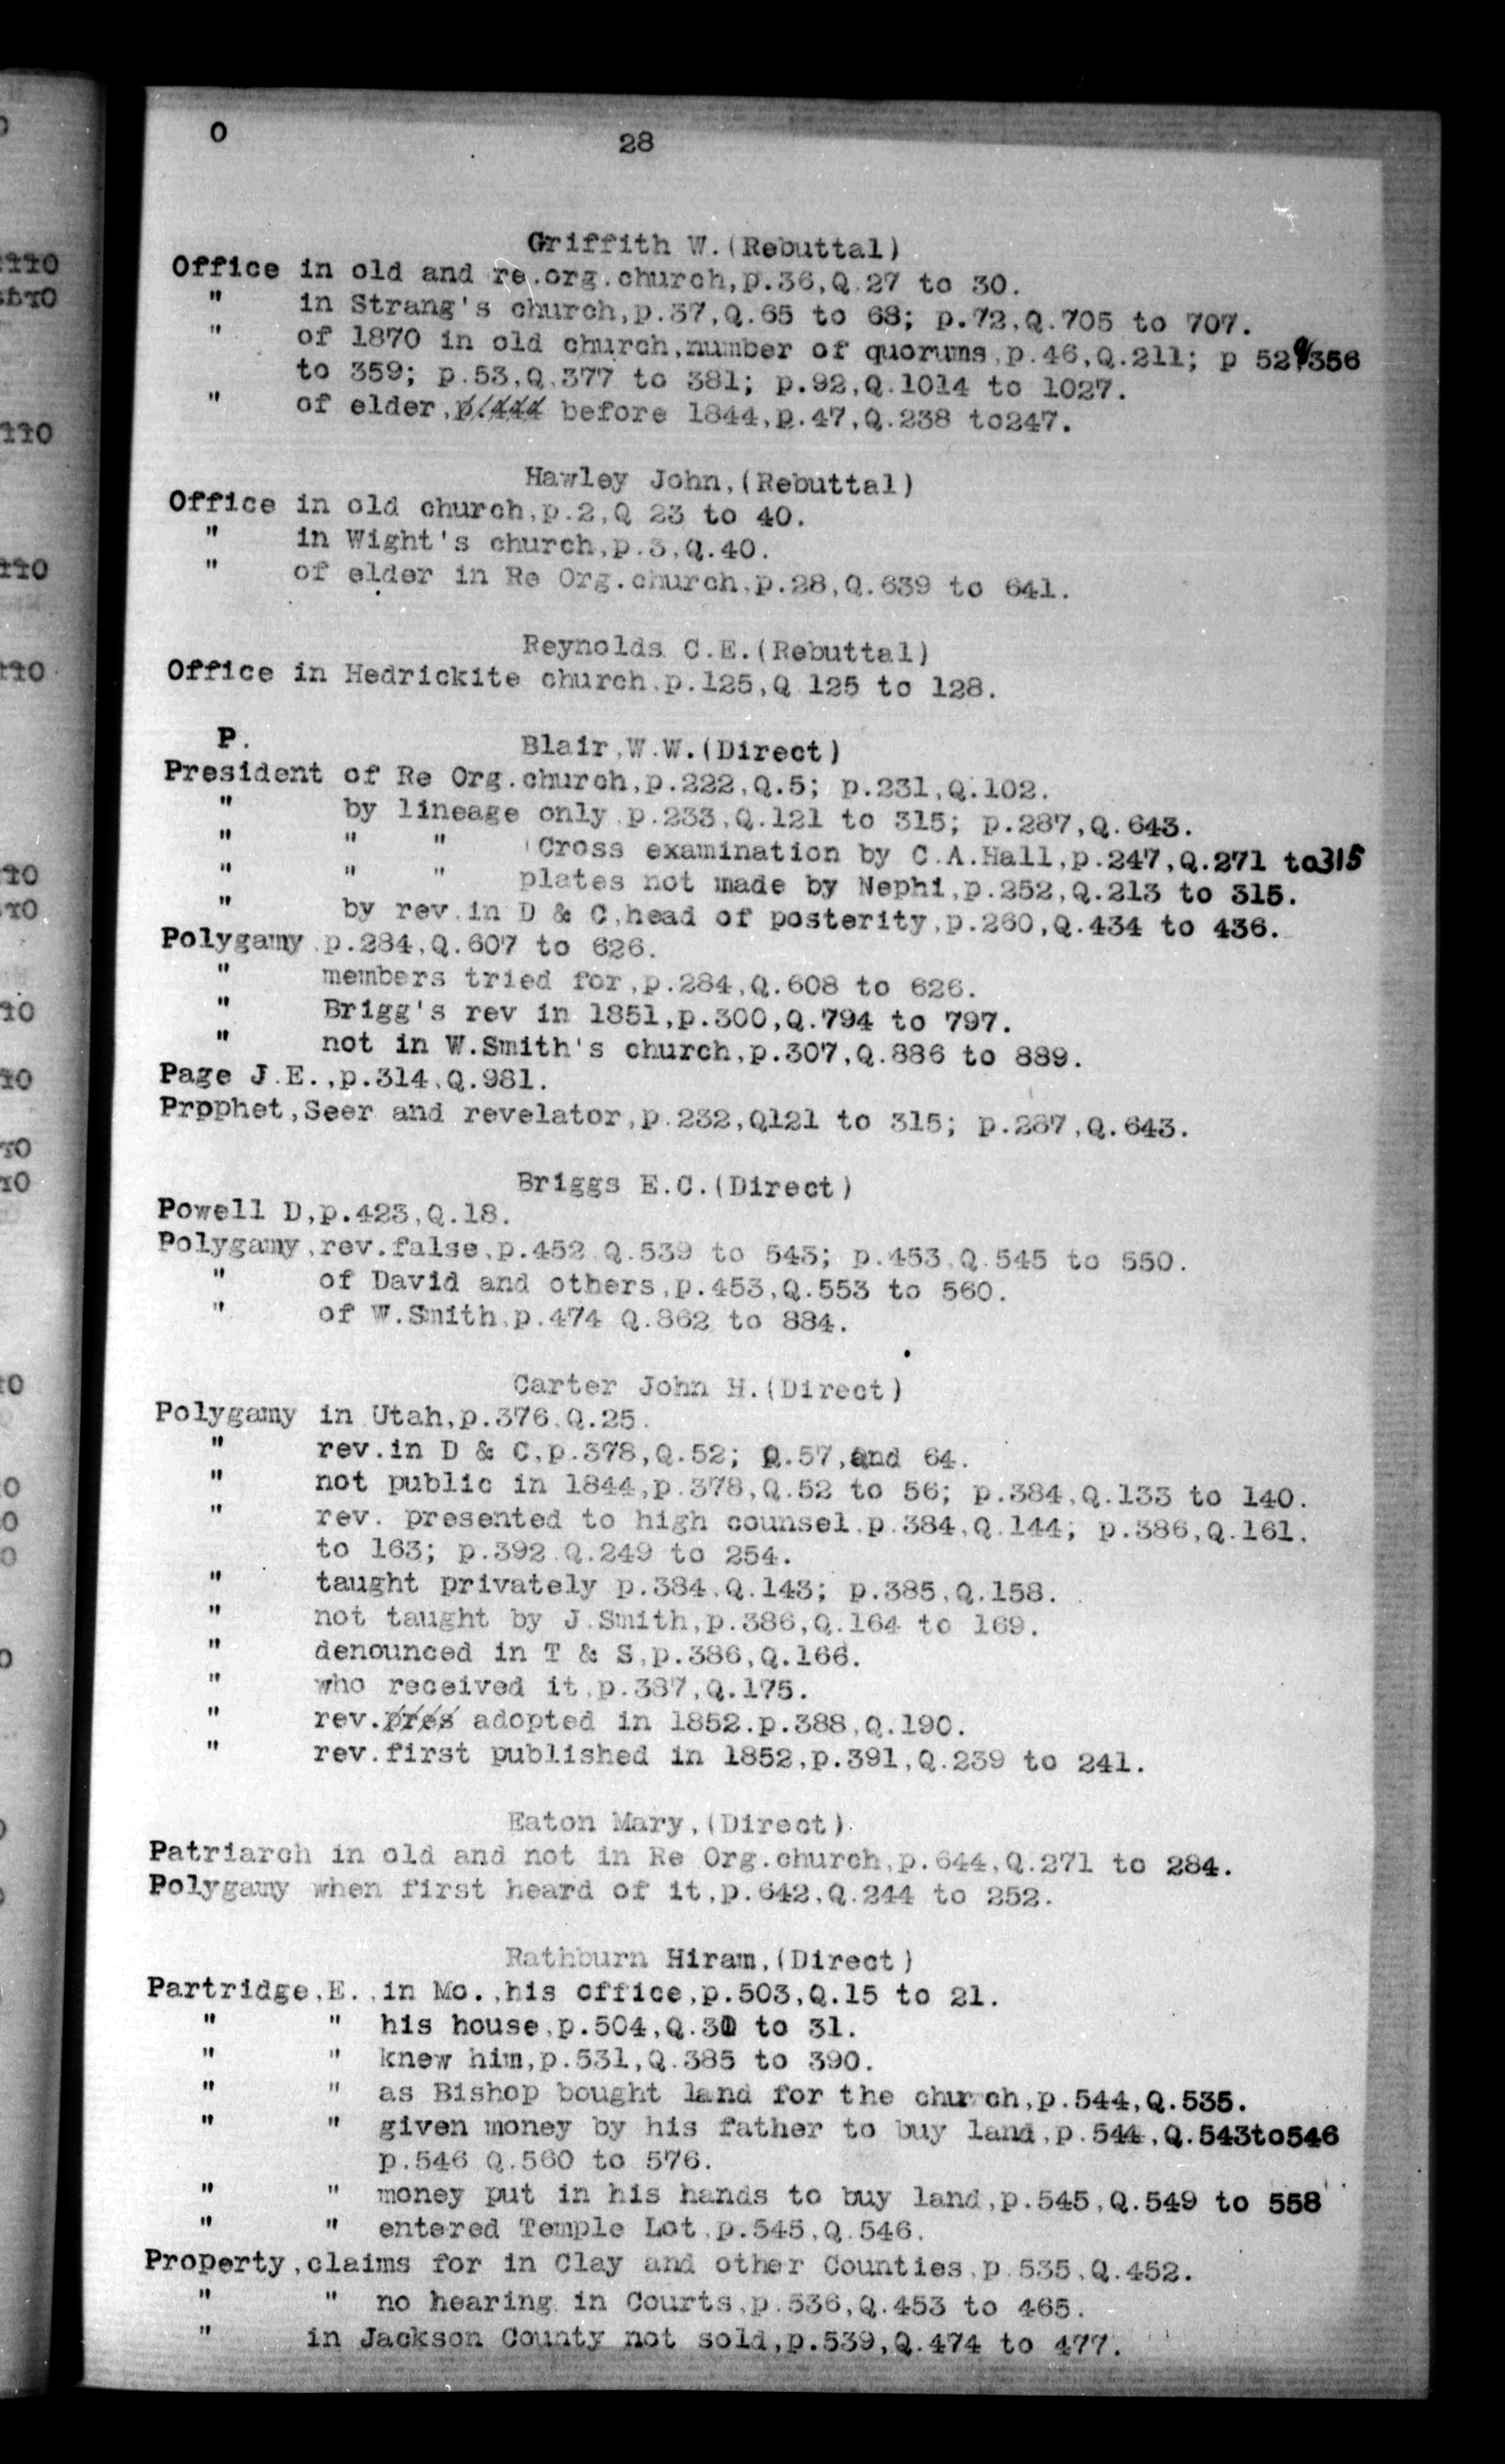 O 28
Griffith W.(Rebuttal)
Office in old and re.org.church,p.36,Q.27 to 30.
" in Strang's church,p.37,Q.65 to 68; p.72,Q.705 to 707.
" of 1870 in old church,number of quorums,p.46,Q.211; p 52 Q 356
to 359; p.53,Q.377 to 381; p.92,Q.1014 to 1027.
" of elder,p.444 before 1844,p.47,Q.238 to247.
Hawley John,(Rebuttal)
Office in old church,p.2,Q 23 to 40.
" in Wight's church,p.3,Q.40.
" of elder in Re Org.church,p.28,Q.639 to 641.
Reynolds C.E.(Rebuttal)
Office in Hedrickite church,p.125,Q 125 to 128.
P. Blair,W.W.(Direct)
President of Re Org.church,p.222,Q.5; p.231,Q.102.
" by lineage only,p.233,Q.121 to 315; p.287,Q.643.
" " " (Cross examination by C.A.Hall,p.247,Q.271 to315
" " " plates not made by Nephi,p.252,Q.213 to 315.
" by rev.in D & C,head of posterity,p.260,Q.434 to 436.
Polygamy,p.284,Q.607 to 626.
" members tried for,p.284,Q.608 to 626.
" Brigg's rev in 1851,p.300,Q.794 to 797.
" not in W.Smith's church,p.307,Q.886 to 889.
Page J.E.,p.314,Q.981.
Prpphet,Seer and revelator,p.232,Q121 to 315; p.287,Q.643.
Briggs E.C.(Direct)
Powell D,p.423,Q.18.
Polygamy,rev.false,p.452,Q.539 to 543; p.453,Q.545 to 550.
" of David and others,p.453,Q.553 to 560.
" of W.Smith,p.474 Q.862 to 884.
Carter John H.(Direct)
Polygamy in Utah,p.376,Q.25.
" rev.in D & C,p.378,Q.52; Q.57,and 64.
" not public in 1844,p.378,Q.52 to 56; p.384,Q.133 to 140.
" rev. presented to high counsel,p.384,Q.144; p.386,Q.161,
to 163; p.392,Q.249 to 254.
" taught privately p.384,Q.143; p.385,Q.158.
" not taught by J.Smith,p.386,Q.164 to 169.
" denounced in T & S,p.386,Q.166.
" who received it,p.387,Q.175.
" rev.pres adopted in 1852.p.388,Q.190.
" rev.first published in 1852,p.391,Q.239 to 241.
Eaton Mary,(Direct)
Patriarch in old and not in Re Org.church,p.644,Q.271 to 284.
Polygamy when first heard of it,p.642,Q.244 to 252.
Rathburn Hiram,(Direct)
Partridge,E.,in Mo.,his office,p.503,Q.15 to 21.
" " his house,p.504,Q.30 to 31.
" " knew him,p.531,Q.385 to 390.
" " as Bishop bought land for the church,p.544,Q.535.
" " given money by his father to buy land,p.544,Q.543to546
p.546 Q.560 to 576.
" " money put in his hands to buy land,p.545,Q.549 to 558
" " entered Temple Lot,p.545,Q.546.
Property,claims for in Clay and other Counties,p.535,Q.452.
" " no hearing in Courts,p.536,Q.453 to 465.
" in Jackson County not sold,p.539,Q.474 to 477.